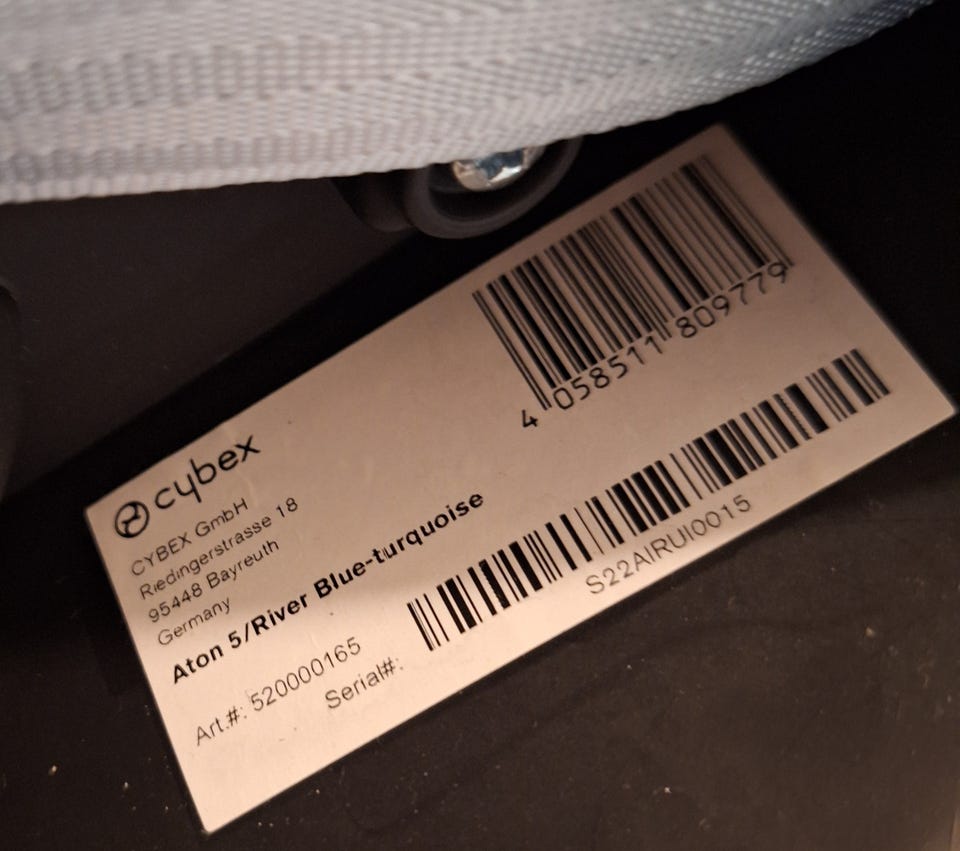 cybex
CYBEX GmbH
Riedingerstrasse 18
95448 Bayreuth
Germany
Aton 5/River Blue-turquoise
Art.#: 520000165
Serial#:
4 058511 809779
S22AIRUI0015